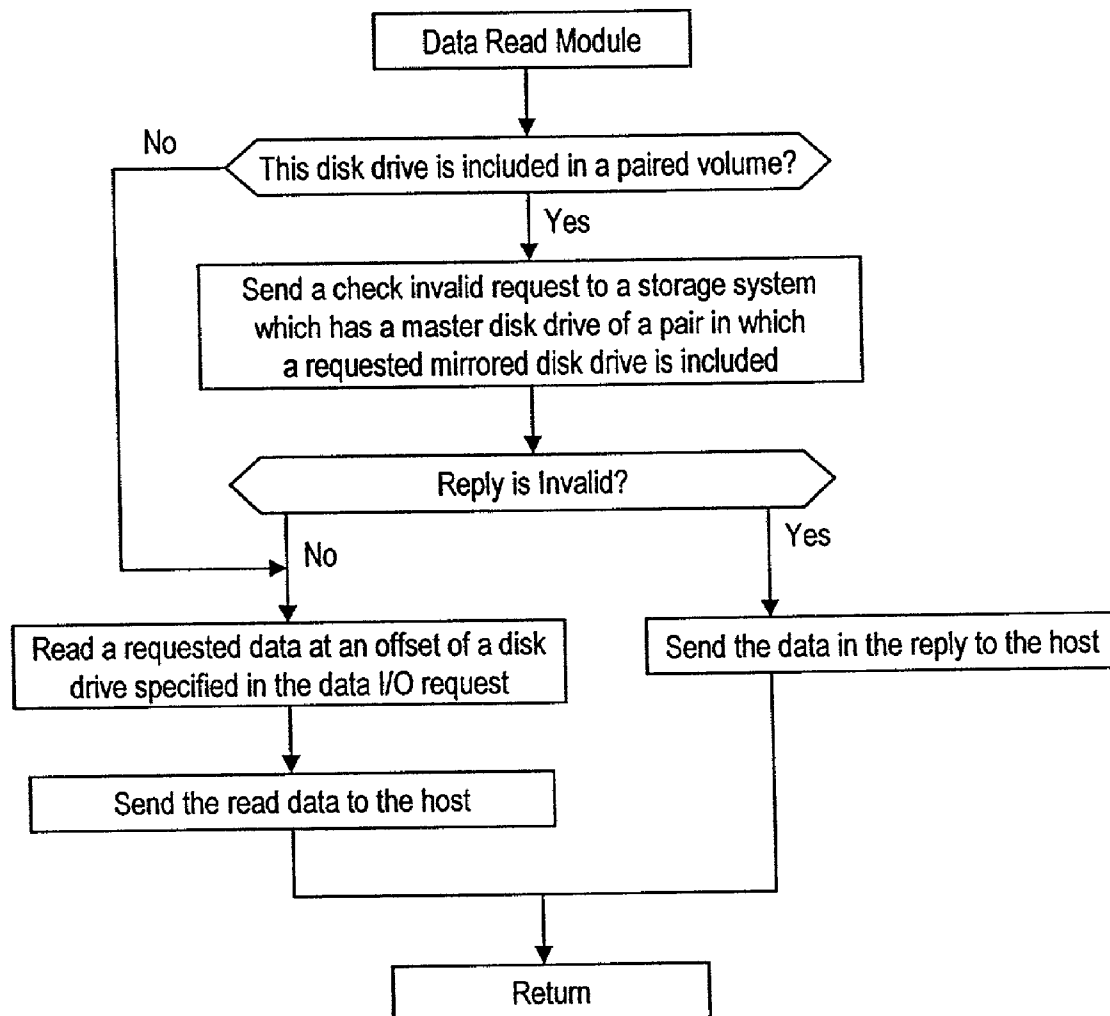 Data Read Module
No
This disk drive is included in a paired volume?
Yes
Send a check invalid request to a storage system
which has a master disk drive of a pair in which
a requested mirrored disk drive is included
Reply is Invalid?
No
Yes
Read a requested data at an offset of a disk
drive specified in the data I/O request
Send the data in the reply to the host
Send the read data to the host
Return